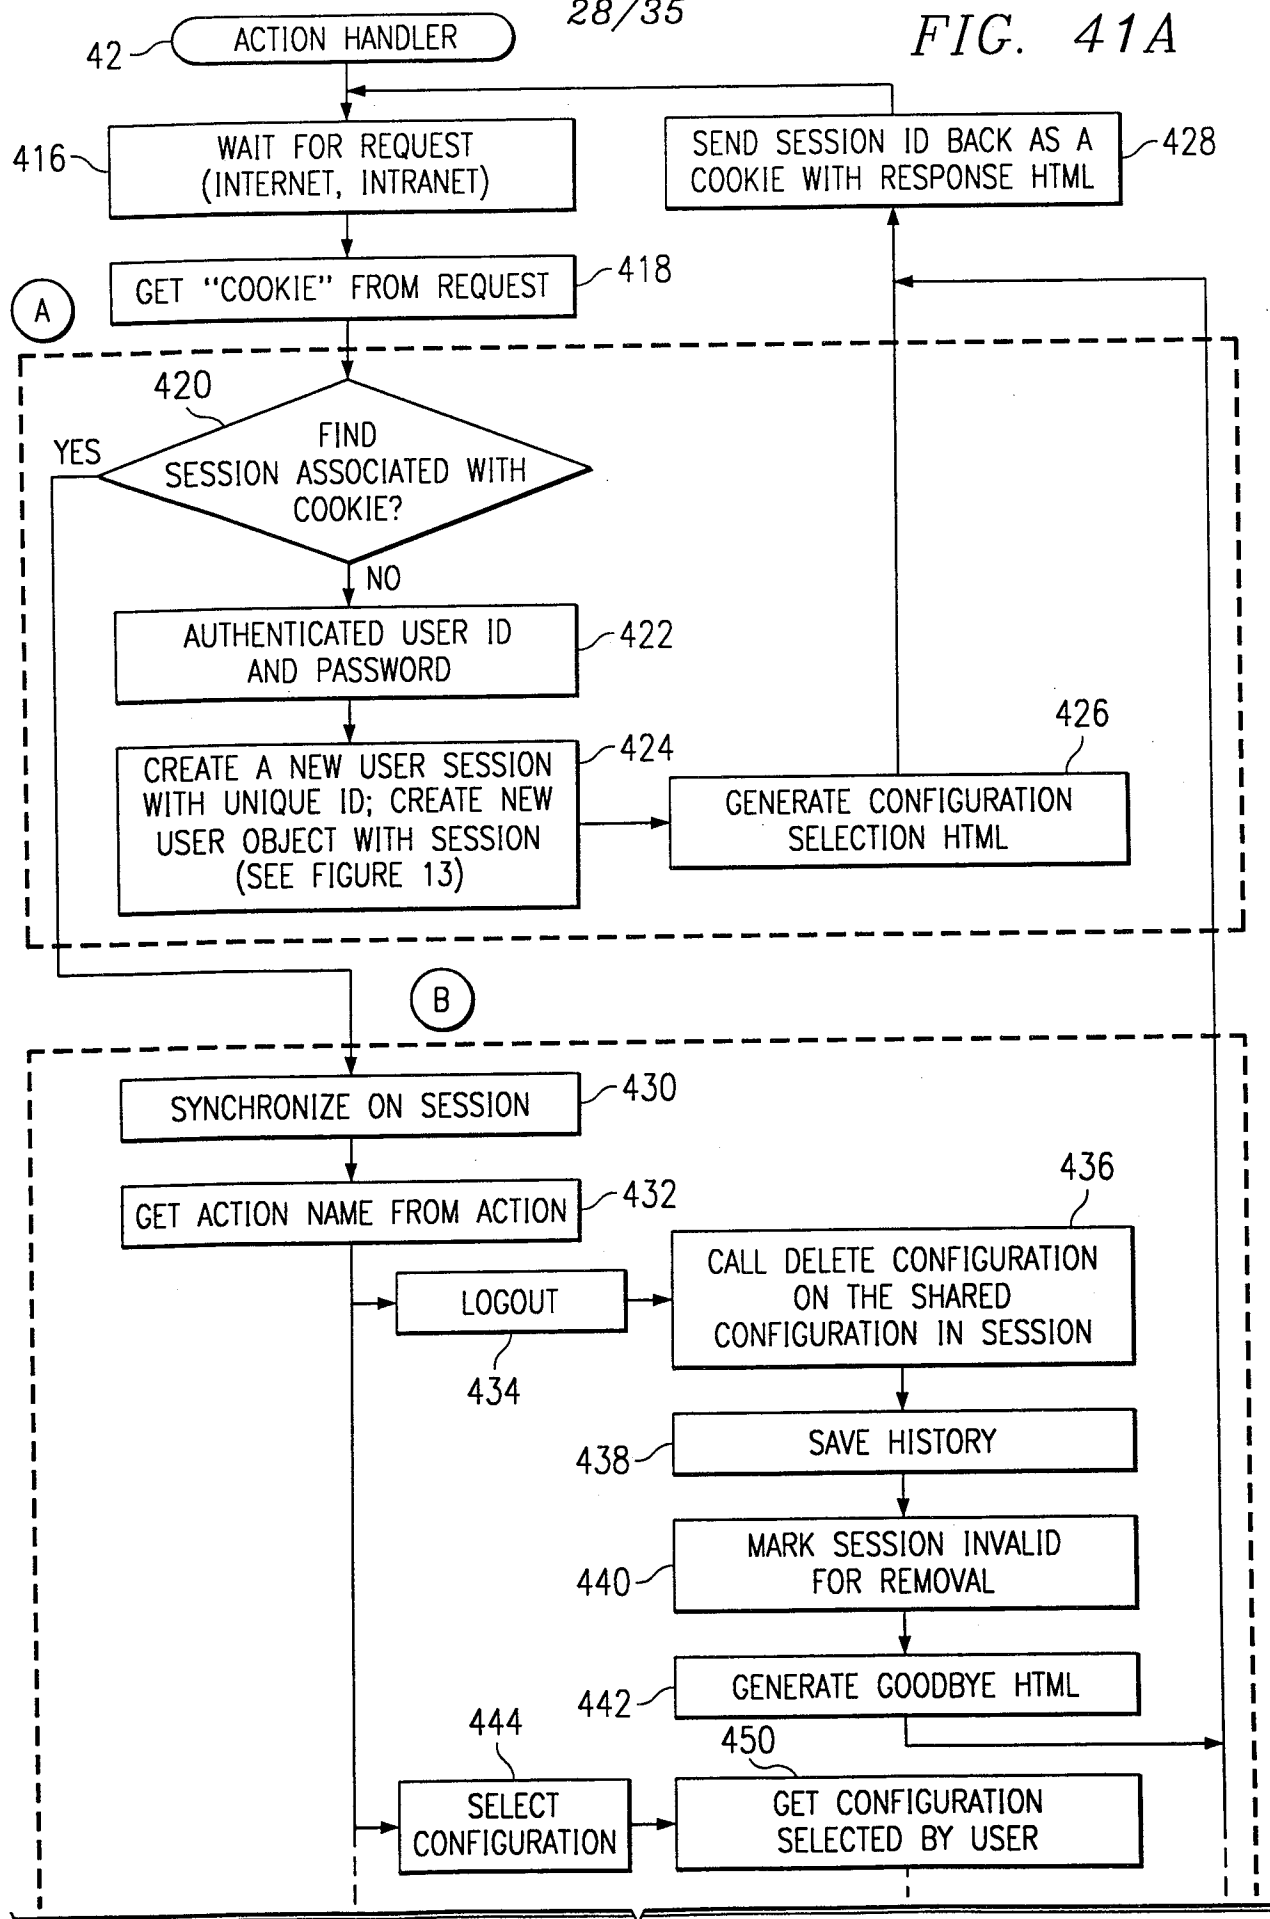 28/35
FIG. 41A
42
ACTION HANDLER
416
WAIT FOR REQUEST
(INTERNET, INTRANET)
SEND SESSION ID BACK AS A
COOKIE WITH RESPONSE HTML
428
GET "COOKIE" FROM REQUEST
418
A
420
YES
FIND
SESSION ASSOCIATED WITH
COOKIE?
NO
AUTHENTICATED USER ID
AND PASSWORD
422
CREATE A NEW USER SESSION
WITH UNIQUE ID; CREATE NEW
USER OBJECT WITH SESSION
(SEE FIGURE 13)
424
426
GENERATE CONFIGURATION
SELECTION HTML
B
SYNCHRONIZE ON SESSION
430
GET ACTION NAME FROM ACTION
432
LOGOUT
434
436
CALL DELETE CONFIGURATION
ON THE SHARED
CONFIGURATION IN SESSION
438
SAVE HISTORY
440
MARK SESSION INVALID
FOR REMOVAL
442
GENERATE GOODBYE HTML
444
SELECT
CONFIGURATION
450
GET CONFIGURATION
SELECTED BY USER